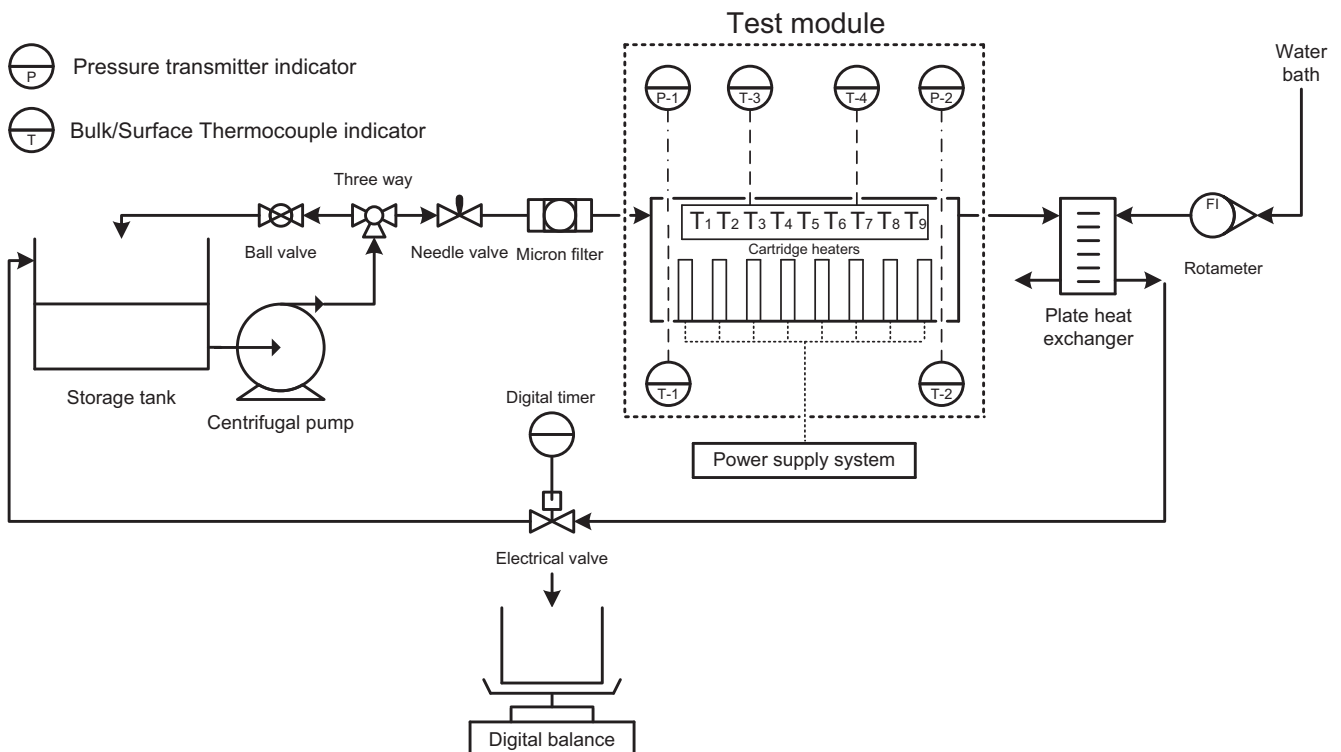 Test module
P
Pressure transmitter indicator
T
Bulk/Surface Thermocouple indicator
P-1
T-3
T-4
P-2
Water
bath
Three way
Ball valve
Needle valve
Micron filter
T1 T2 T3 T4 T5 T6 T7 T8 T9
Cartridge heaters
FI
Rotameter
Plate heat
exchanger
Storage tank
Centrifugal pump
T-1
T-2
Digital timer
Power supply system
Electrical valve
Digital balance